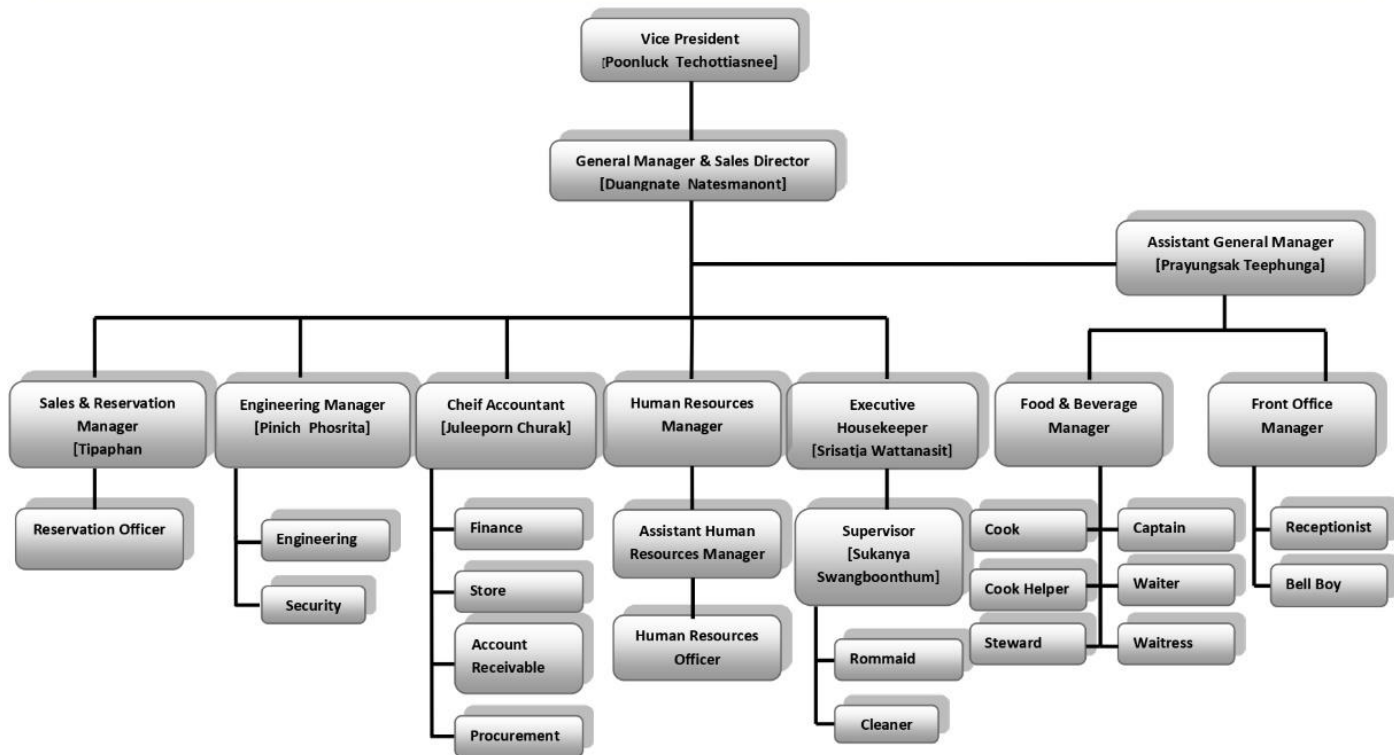 Vice President
[Poonluck Techottiasnee]
General Manager & Sales Director
[Duangnate Natesmanont]
Assistant General Manager
[Prayungsak Teephunga]
Sales & Reservation
Manager
[Tipaphan
Engineering Manager
[Pinich Phosrita]
Cheif Accountant
[Juleeporn Churak]
Human Resources
Manager
Executive
Housekeeper
[Srisatja Wattanasit]
Food & Beverage
Manager
Front Office
Manager
Reservation Officer
Engineering
Security
Finance
Store
Account
Receivable
Procurement
Assistant Human
Resources Manager
Human Resources
Officer
Supervisor
[Sukanya
Swangboonthum]
Rommaid
Cleaner
Cook
Captain
Cook Helper
Waiter
Steward
Waitress
Receptionist
Bell Boy